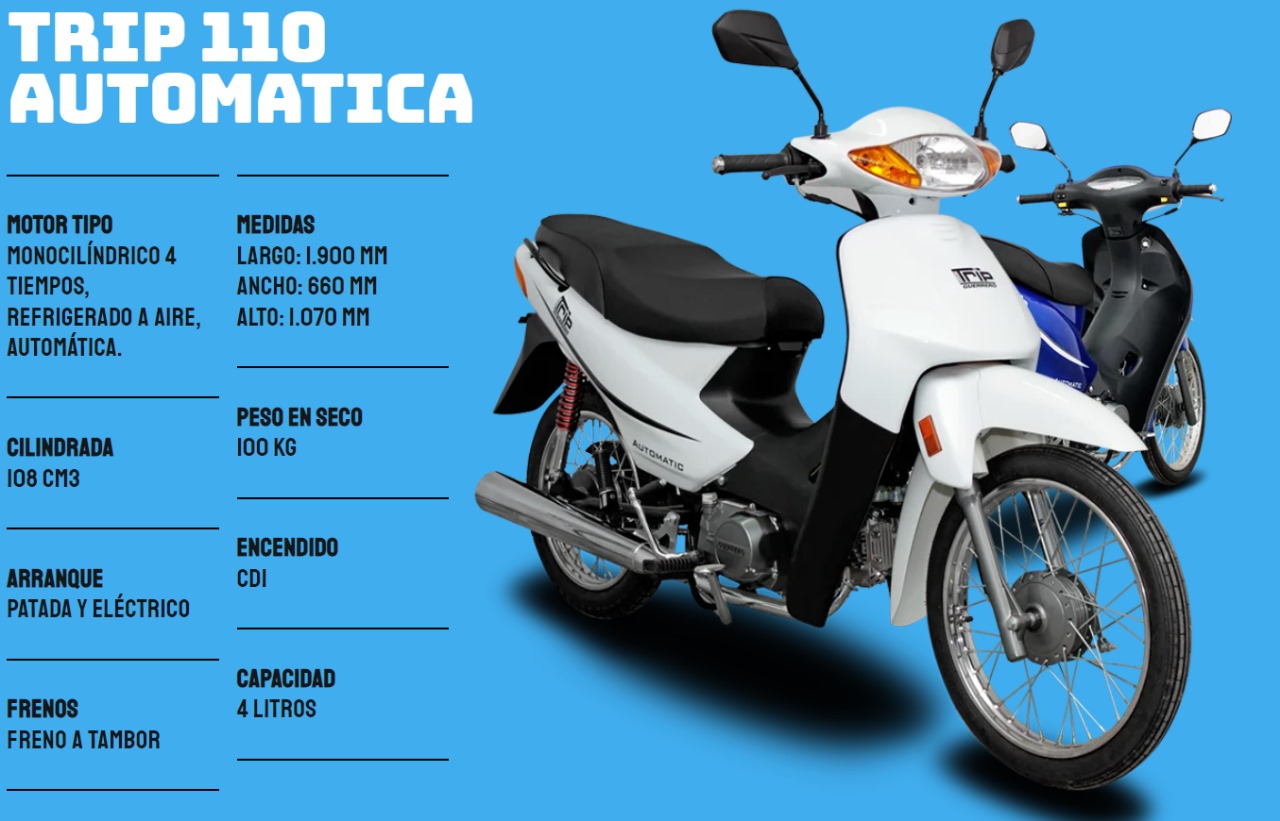 TRIP 110
AUTOMATICA
MOTOR TIPO
MONOCILÍNDRICO 4
TIEMPOS,
REFRIGERADO A AIRE,
AUTOMÁTICA.
CILINDRADA
108 CM3
ARRANQUE
PATADA Y ELÉCTRICO
FRENOS
FRENO A TAMBOR
MEDIDAS
LARGO: 1.900 MM
ANCHO: 660 MM
ALTO: 1.070 MM
PESO EN SECO
100 KG
ENCENDIDO
CDI
CAPACIDAD
4 LITROS
Trip
GUERRERO
Trip
AUTOMATIC